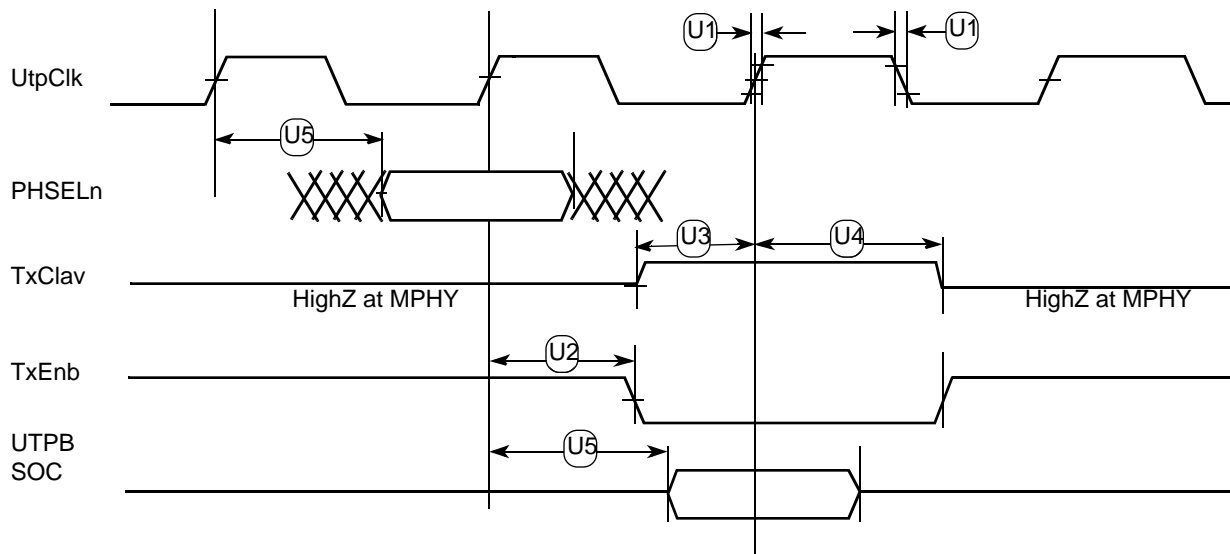 U1
U1
UtpClk
U5
PHSELn
U3
U4
TxClav
HighZ at MPHY
HighZ at MPHY
U2
TxEnb
UTPB
SOC
U5